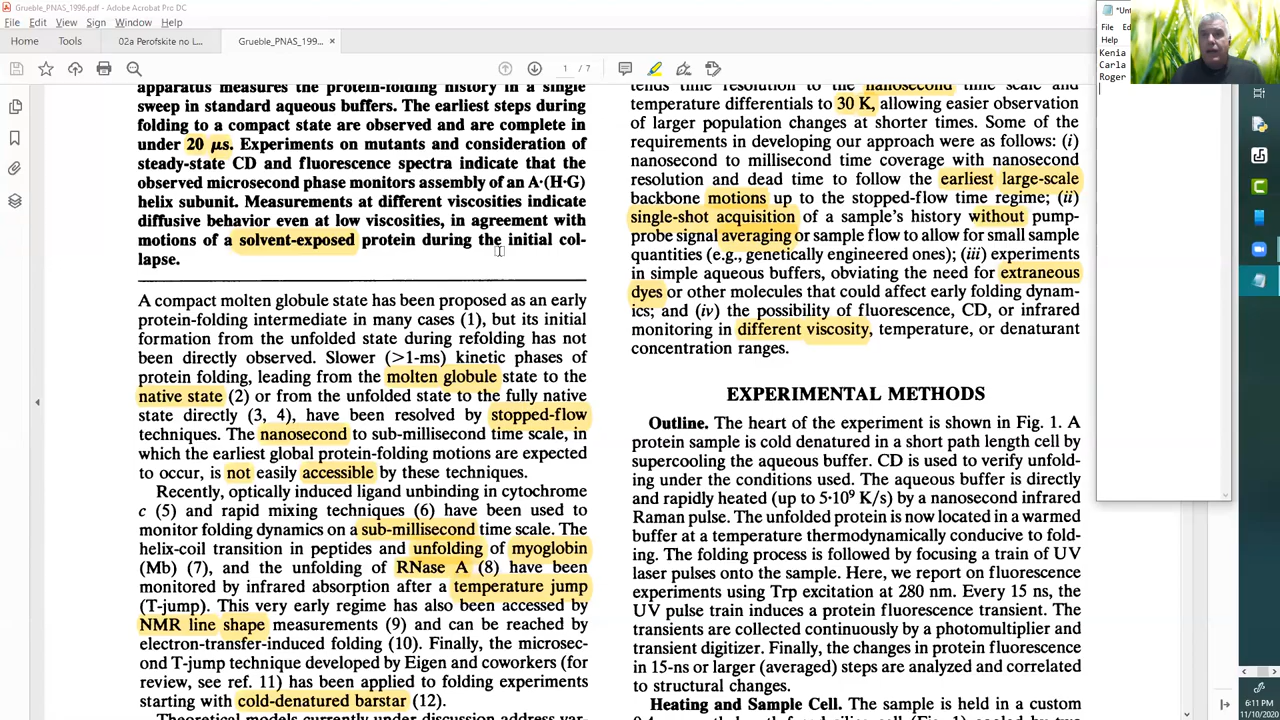 Grueble_PNAS_1996.pdf - Adobe Acrobat Pro DC
File Edit View Sign Window Help
Home Tools 02a Perofskite no L... Grueble_PNAS_199... ×
1 / 7
apparatus measures the protein-folding history in a single
sweep in standard aqueous buffers. The earliest steps during
folding to a compact state are observed and are complete in
under 20 μs. Experiments on mutants and consideration of
steady-state CD and fluorescence spectra indicate that the
observed microsecond phase monitors assembly of an A·(H·G)
helix subunit. Measurements at different viscosities indicate
diffusive behavior even at low viscosities, in agreement with
motions of a solvent-exposed protein during the initial col-
lapse.
A compact molten globule state has been proposed as an early
protein-folding intermediate in many cases (1), but its initial
formation from the unfolded state during refolding has not
been directly observed. Slower (>1-ms) kinetic phases of
protein folding, leading from the molten globule state to the
native state (2) or from the unfolded state to the fully native
state directly (3, 4), have been resolved by stopped-flow
techniques. The nanosecond to sub-millisecond time scale, in
which the earliest global protein-folding motions are expected
to occur, is not easily accessible by these techniques.
Recently, optically induced ligand unbinding in cytochrome
c (5) and rapid mixing techniques (6) have been used to
monitor folding dynamics on a sub-millisecond time scale. The
helix-coil transition in peptides and unfolding of myoglobin
(Mb) (7), and the unfolding of RNase A (8) have been
monitored by infrared absorption after a temperature jump
(T-jump). This very early regime has also been accessed by
NMR line shape measurements (9) and can be reached by
electron-transfer-induced folding (10). Finally, the microsec-
ond T-jump technique developed by Eigen and coworkers (for
review, see ref. 11) has been applied to folding experiments
starting with cold-denatured barstar (12).
Theoretical models currently under discussion address var-
tends time resolution to the nanosecond time scale and
temperature differentials to 30 K, allowing easier observation
of larger population changes at shorter times. Some of the
requirements in developing our approach were as follows: (i)
nanosecond to millisecond time coverage with nanosecond
resolution and dead time to follow the earliest large-scale
backbone motions up to the stopped-flow time regime; (ii)
single-shot acquisition of a sample's history without pump-
probe signal averaging or sample flow to allow for small sample
quantities (e.g., genetically engineered ones); (iii) experiments
in simple aqueous buffers, obviating the need for extraneous
dyes or other molecules that could affect early folding dynam-
ics; and (iv) the possibility of fluorescence, CD, or infrared
monitoring in different viscosity, temperature, or denaturant
concentration ranges.
EXPERIMENTAL METHODS
Outline. The heart of the experiment is shown in Fig. 1. A
protein sample is cold denatured in a short path length cell by
supercooling the aqueous buffer. CD is used to verify unfold-
ing under the conditions used. The aqueous buffer is directly
and rapidly heated (up to 5·10⁹ K/s) by a nanosecond infrared
Raman pulse. The unfolded protein is now located in a warmed
buffer at a temperature thermodynamically conducive to fold-
ing. The folding process is followed by focusing a train of UV
laser pulses onto the sample. Here, we report on fluorescence
experiments using Trp excitation at 280 nm. Every 15 ns, the
UV pulse train induces a protein fluorescence transient. The
transients are collected continuously by a photomultiplier and
transient digitizer. Finally, the changes in protein fluorescence
in 15-ns or larger (averaged) steps are analyzed and correlated
to structural changes.
Heating and Sample Cell. The sample is held in a custom
*Unt
File Ed
Help
Kenia
Carla
Roger
6:11 PM
11/10/2020